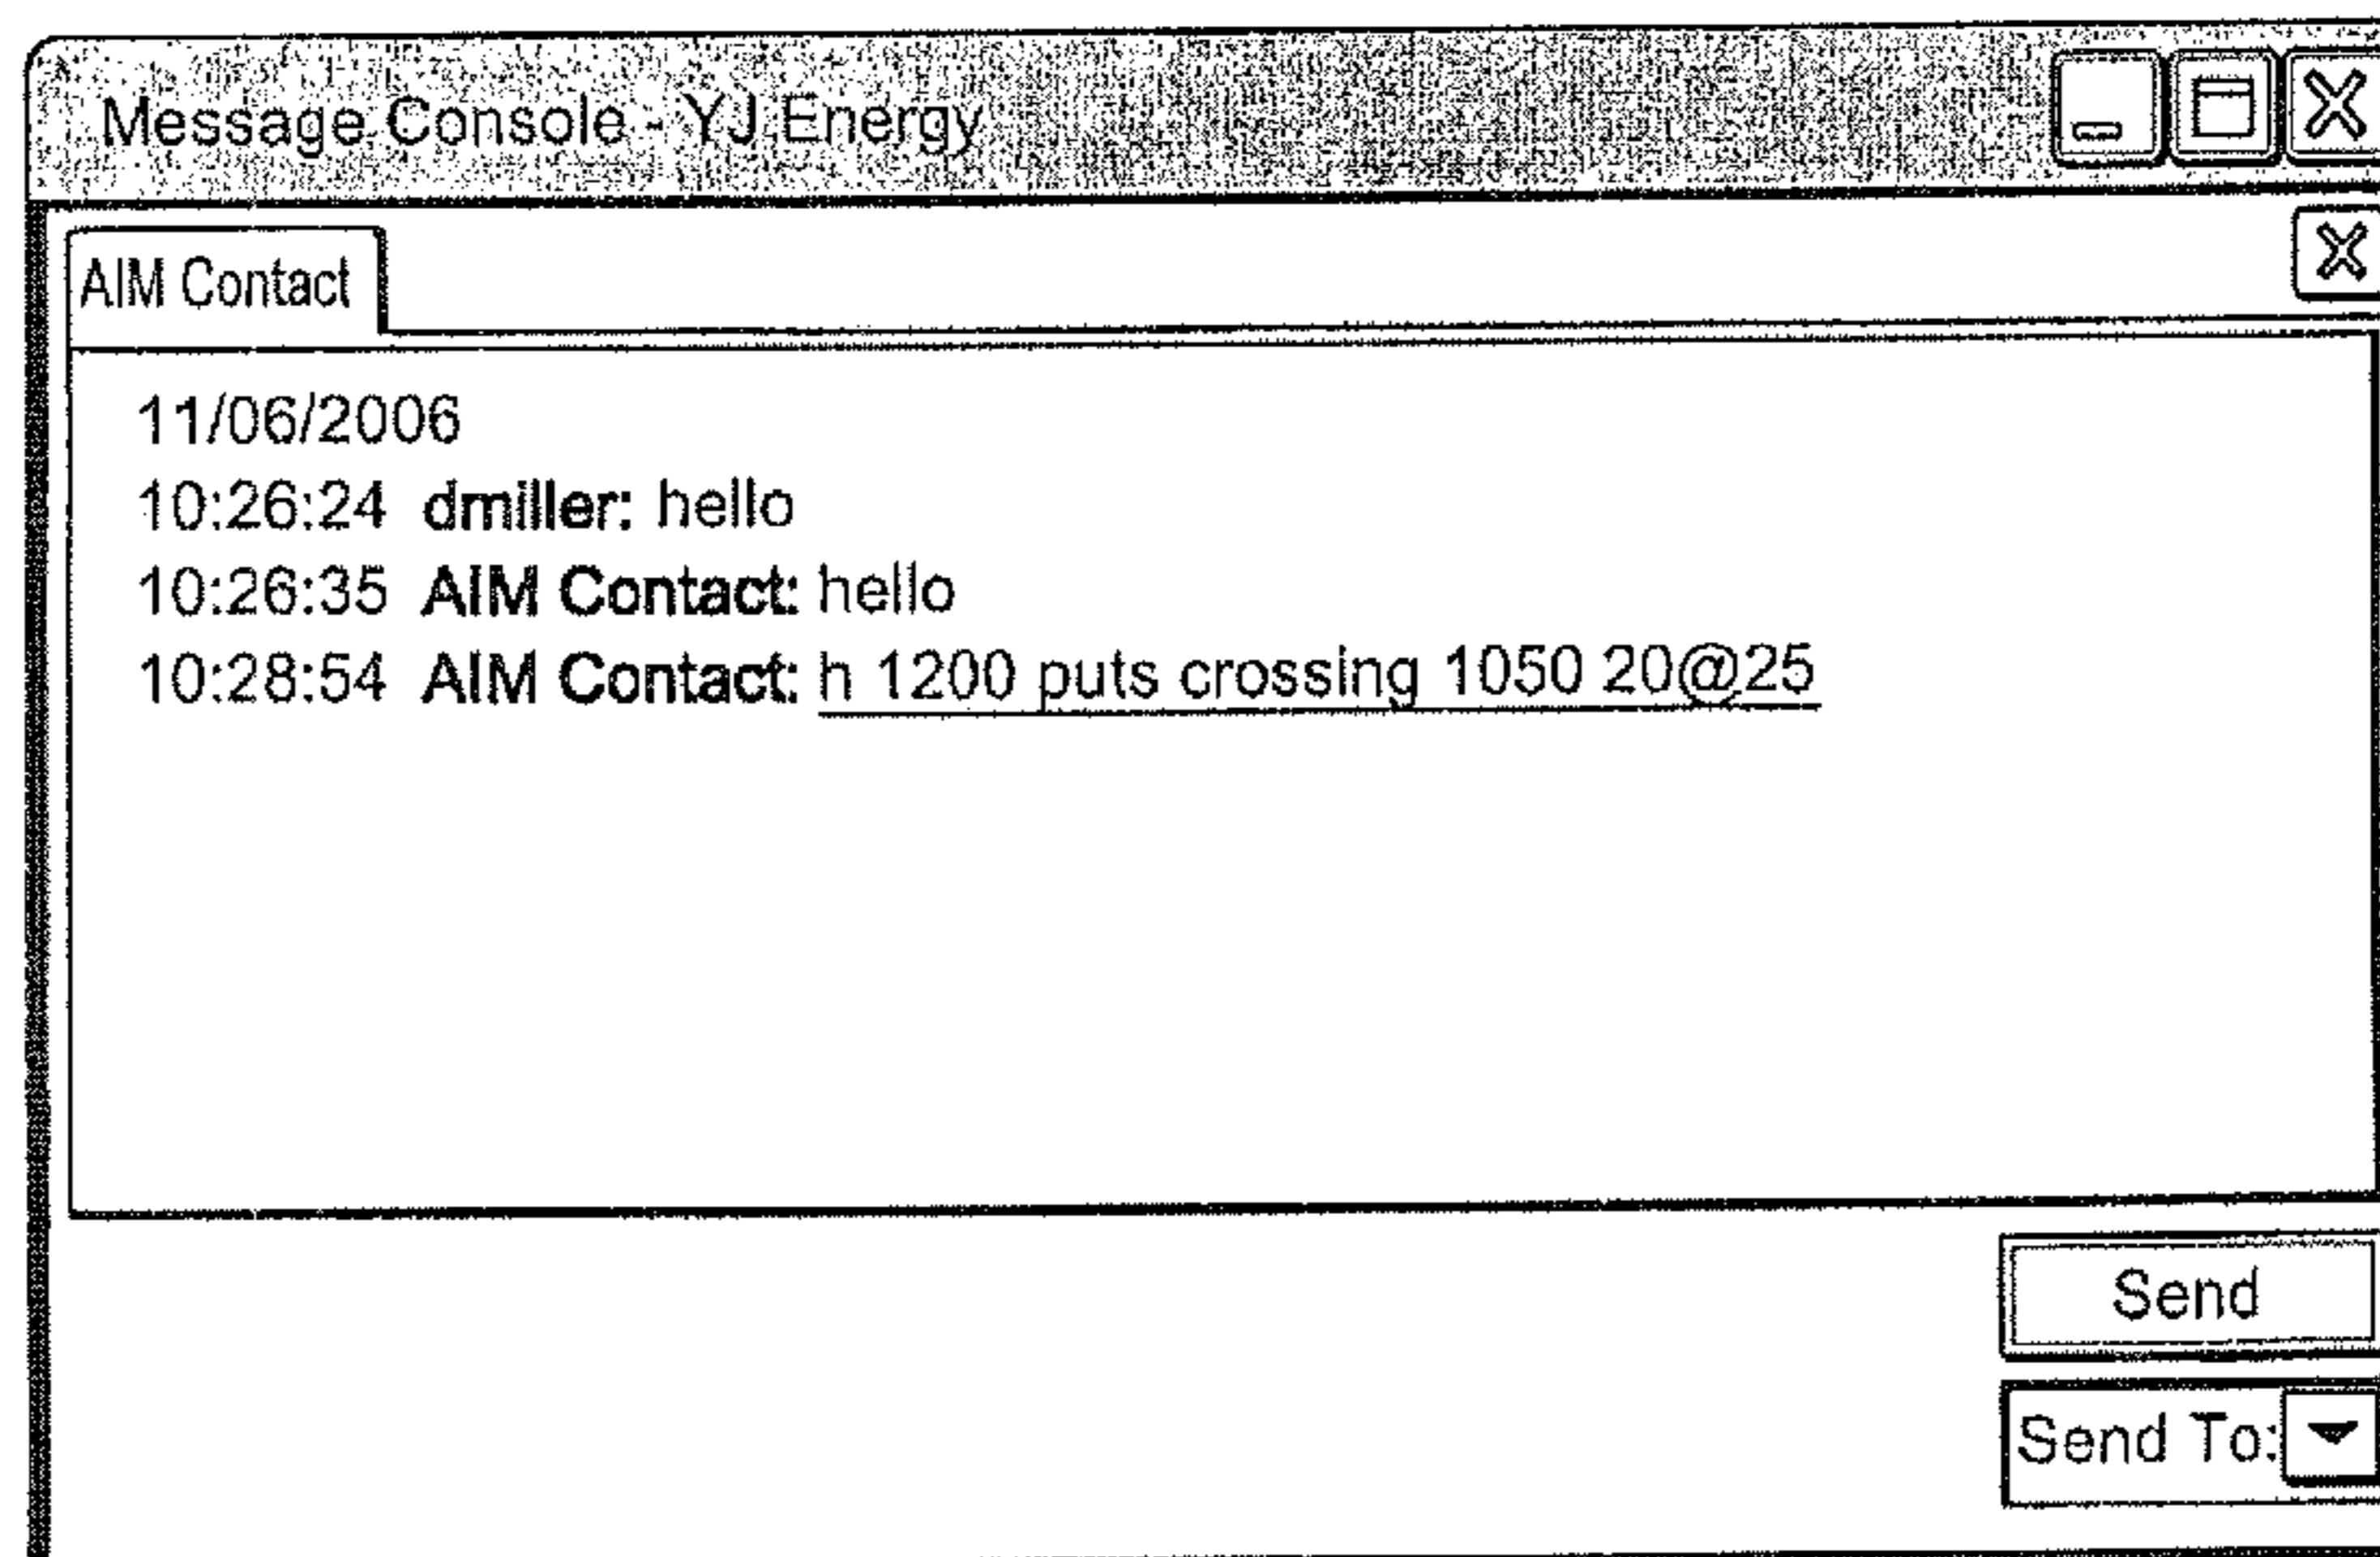 Message Console - YJ Energy
AIM Contact
11/06/2006
10:26:24 dmiller: hello
10:26:35 AIM Contact: hello
10:28:54 AIM Contact: h 1200 puts crossing 1050 20@25
Send
Send To: